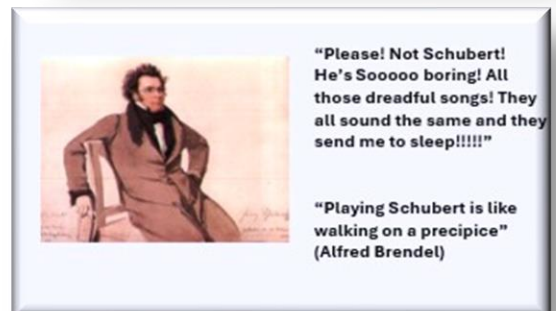 “Please! Not Schubert!
He’s Sooooo boring! All
those dreadful songs! They
all sound the same and they
send me to sleep!!!!!”
“Playing Schubert is like
walking on a precipice”
(Alfred Brendel)